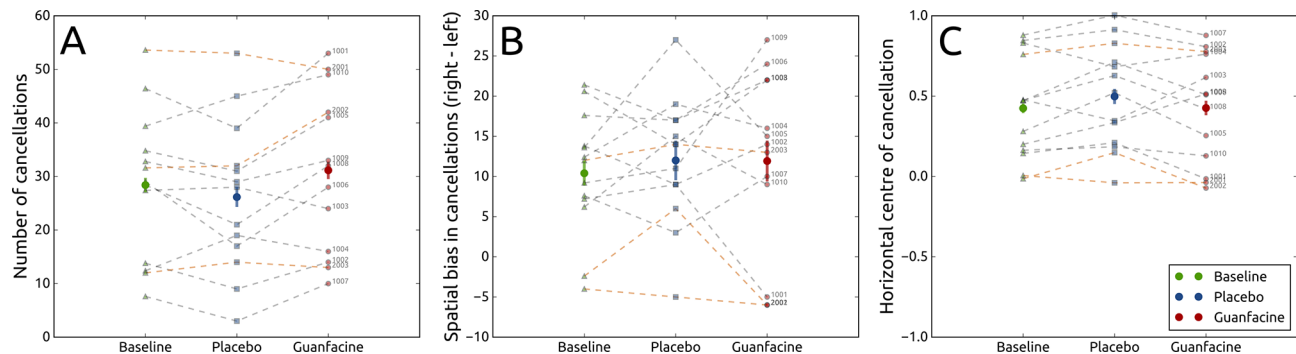 A
Number of cancellations
60
50
40
30
20
10
0
1001
1010
2001
2002
1005
1009
1008
1006
1003
1004
1002
2003
1007
Baseline
Placebo
Guanfacine
B
Spatial bias in cancellations (right - left)
30
25
20
15
10
5
0
−5
−10
1009
1006
1004
1005
1002
2003
1007
1010
1001
Baseline
Placebo
Guanfacine
C
Horizontal centre of cancellation
1.0
0.5
0.0
−0.5
−1.0
1007
1002
1004
1003
1008
1005
1010
1001
2002
Baseline
Placebo
Guanfacine
Baseline
Placebo
Guanfacine